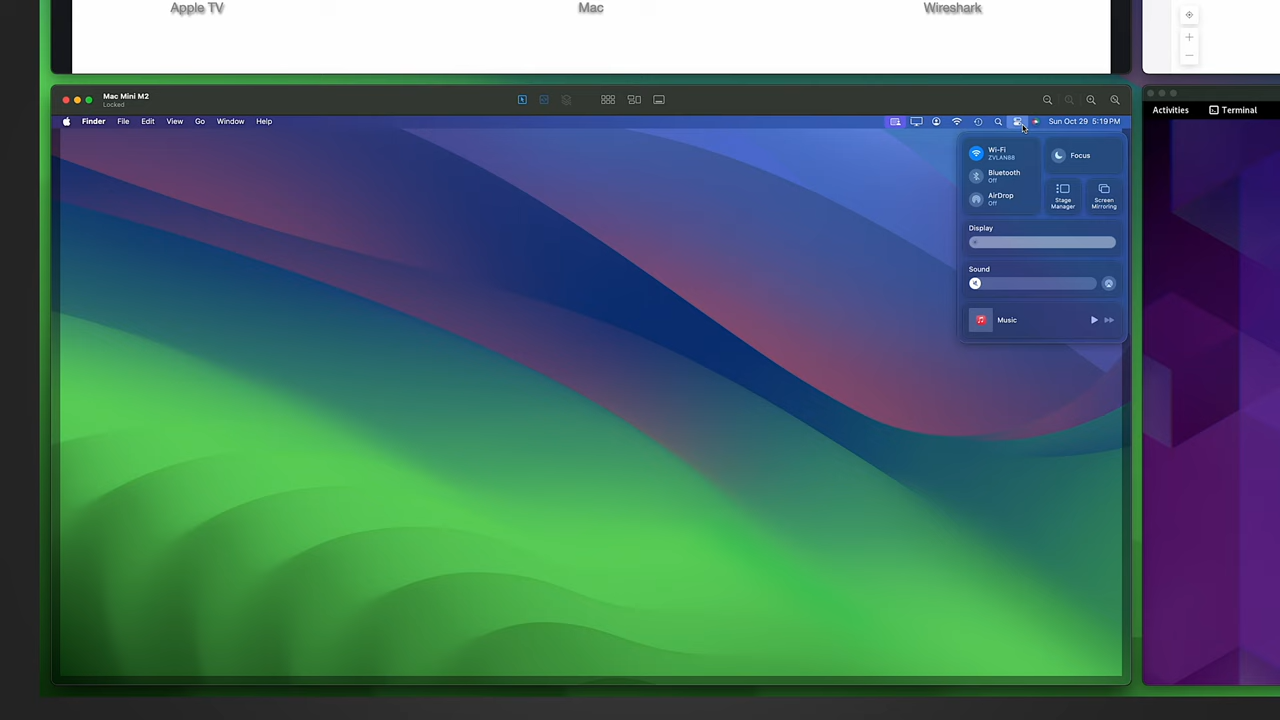 Apple TV Mac Wireshark
Mac Mini M2
Locked
Activities Terminal
Finder File Edit View Go Window Help Sun Oct 29 5:19 PM
Wi-Fi
ZVLAN88
Focus
Bluetooth
Off
AirDrop
Off
Stage
Manager
Screen
Mirroring
Display
Sound
Music